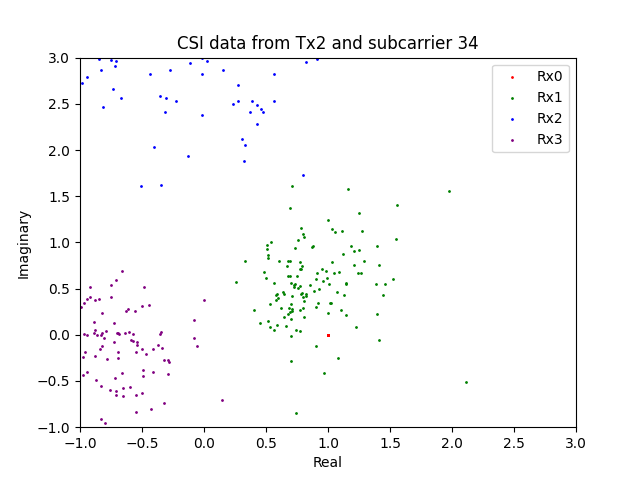 CSI data from Tx2 and subcarrier 34
Rx0
Rx1
Rx2
Rx3
3.0
2.5
2.0
1.5
1.0
0.5
0.0
−0.5
−1.0
Imaginary
−1.0 −0.5 0.0 0.5 1.0 1.5 2.0 2.5 3.0
Real